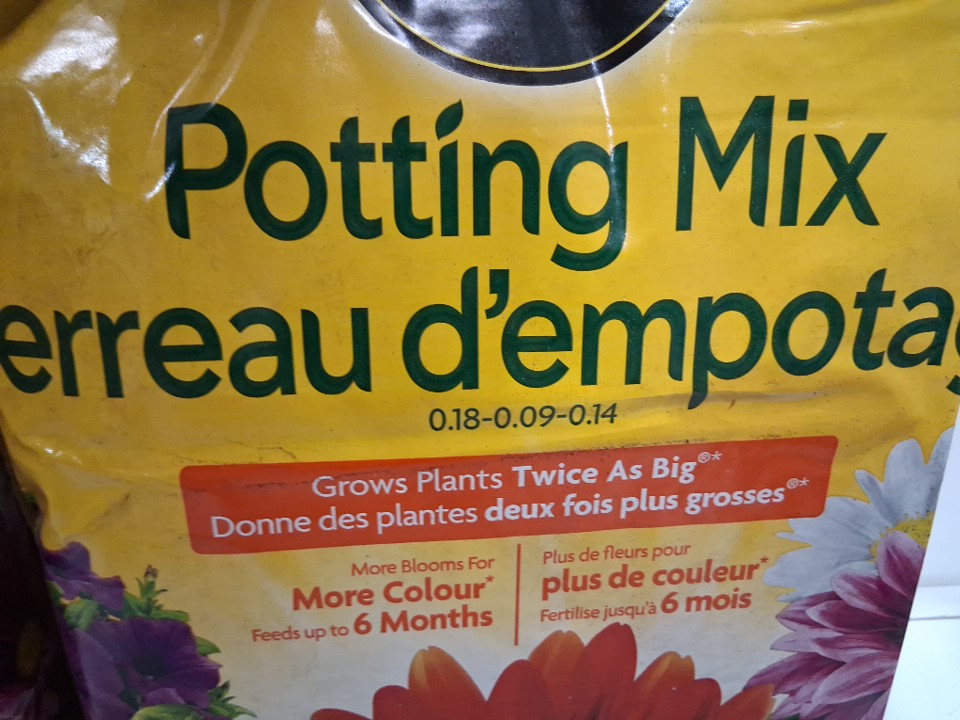 Potting Mix
erreau d'empota
0.18-0.09-0.14
Grows Plants Twice As Big®*
Donne des plantes deux fois plus grosses®*
More Blooms For
More Colour*
Feeds up to 6 Months
Plus de fleurs pour
plus de couleur*
Fertilise jusqu'à 6 mois